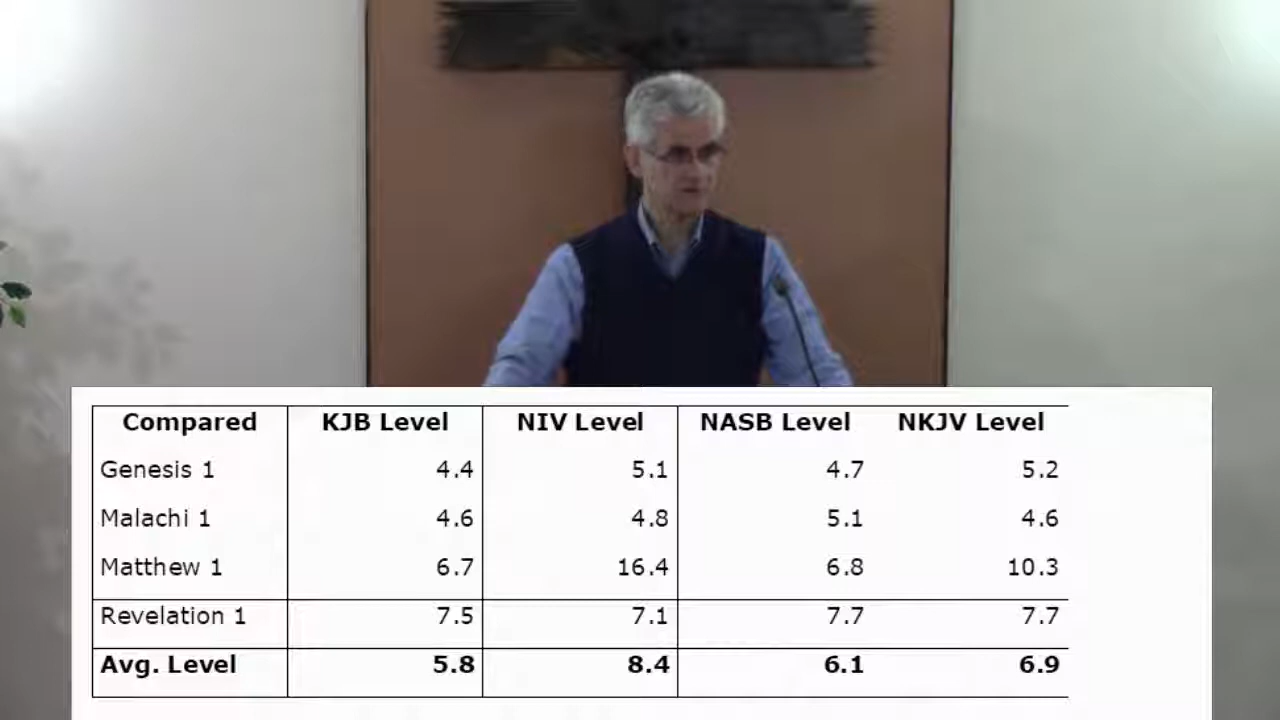 Compared KJB Level NIV Level NASB Level NKJV Level
Genesis 1 4.4 5.1 4.7 5.2
Malachi 1 4.6 4.8 5.1 4.6
Matthew 1 6.7 16.4 6.8 10.3
Revelation 1 7.5 7.1 7.7 7.7
Avg. Level 5.8 8.4 6.1 6.9